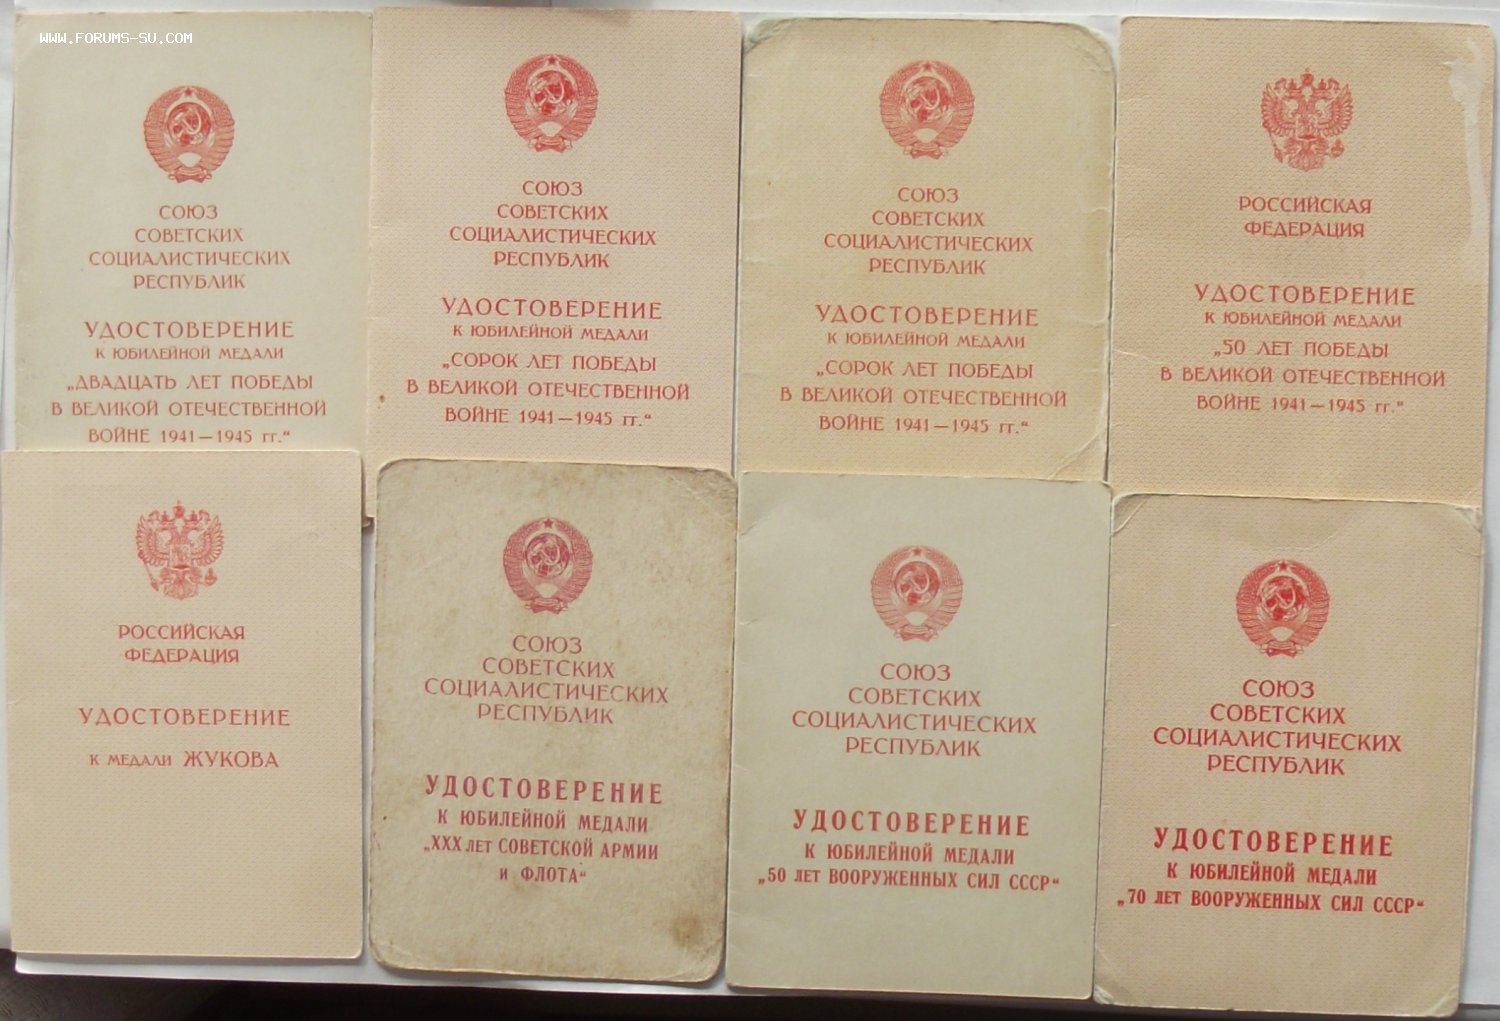 WWW.FORUMS-SU.COM
СОЮЗ
СОВЕТСКИХ
СОЦИАЛИСТИЧЕСКИХ
РЕСПУБЛИК
УДОСТОВЕРЕНИЕ
К ЮБИЛЕЙНОЙ МЕДАЛИ
„ДВАДЦАТЬ ЛЕТ ПОБЕДЫ
В ВЕЛИКОЙ ОТЕЧЕСТВЕННОЙ
ВОЙНЕ 1941—1945 гг.“
СОЮЗ
СОВЕТСКИХ
СОЦИАЛИСТИЧЕСКИХ
РЕСПУБЛИК
УДОСТОВЕРЕНИЕ
К ЮБИЛЕЙНОЙ МЕДАЛИ
„СОРОК ЛЕТ ПОБЕДЫ
В ВЕЛИКОЙ ОТЕЧЕСТВЕННОЙ
ВОЙНЕ 1941—1945 гг.“
СОЮЗ
СОВЕТСКИХ
СОЦИАЛИСТИЧЕСКИХ
РЕСПУБЛИК
УДОСТОВЕРЕНИЕ
К ЮБИЛЕЙНОЙ МЕДАЛИ
„СОРОК ЛЕТ ПОБЕДЫ
В ВЕЛИКОЙ ОТЕЧЕСТВЕННОЙ
ВОЙНЕ 1941—1945 гг.“
РОССИЙСКАЯ
ФЕДЕРАЦИЯ
УДОСТОВЕРЕНИЕ
К ЮБИЛЕЙНОЙ МЕДАЛИ
„50 ЛЕТ ПОБЕДЫ
В ВЕЛИКОЙ ОТЕЧЕСТВЕННОЙ
ВОЙНЕ 1941—1945 гг.“
РОССИЙСКАЯ
ФЕДЕРАЦИЯ
УДОСТОВЕРЕНИЕ
К МЕДАЛИ ЖУКОВА
СОЮЗ
СОВЕТСКИХ
СОЦИАЛИСТИЧЕСКИХ
РЕСПУБЛИК
УДОСТОВЕРЕНИЕ
К ЮБИЛЕЙНОЙ МЕДАЛИ
„XXX ЛЕТ СОВЕТСКОЙ АРМИИ
И ФЛОТА“
СОЮЗ
СОВЕТСКИХ
СОЦИАЛИСТИЧЕСКИХ
РЕСПУБЛИК
УДОСТОВЕРЕНИЕ
К ЮБИЛЕЙНОЙ МЕДАЛИ
„50 ЛЕТ ВООРУЖЕННЫХ СИЛ СССР“
СОЮЗ
СОВЕТСКИХ
СОЦИАЛИСТИЧЕСКИХ
РЕСПУБЛИК
УДОСТОВЕРЕНИЕ
К ЮБИЛЕЙНОЙ МЕДАЛИ
„70 ЛЕТ ВООРУЖЕННЫХ СИЛ СССР“